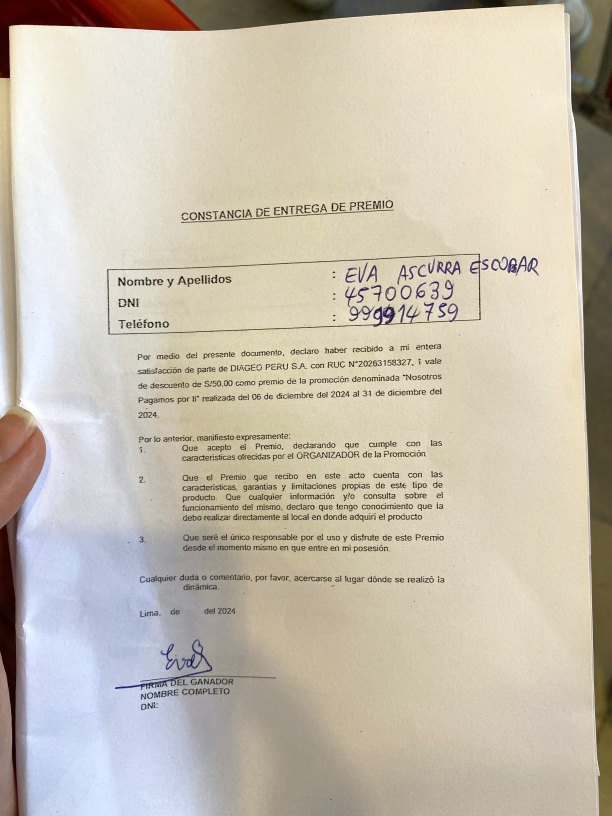 CONSTANCIA DE ENTREGA DE PREMIO
Nombre y Apellidos : EVA ASCURRA ESCOBAR
DNI : 45700639
Teléfono : 999914759
Por medio del presente documento, declaro haber recibido a mi entera
satisfacción de parte de DIAGEO PERU S.A. con RUC N°20263158327, 1 vale
de descuento de S/50.00 como premio de la promoción denominada "Nosotros
Pagamos por ti" realizada del 06 de diciembre del 2024 al 31 de diciembre del
2024.
Por lo anterior, manifiesto expresamente:
1. Que acepto el Premio, declarando que cumple con las
características ofrecidas por el ORGANIZADOR de la Promoción
2. Que el Premio que recibo en este acto cuenta con las
características, garantías y limitaciones propias de este tipo de
producto. Que cualquier información y/o consulta sobre el
funcionamiento del mismo, declaro que tengo conocimiento que la
debo realizar directamente al local en donde adquirí el producto
3. Que seré el único responsable por el uso y disfrute de este Premio
desde el momento mismo en que entre en mi posesión.
Cualquier duda o comentario, por favor, acercarse al lugar dónde se realizó la
dinámica.
Lima, de del 2024
FIRMA DEL GANADOR
NOMBRE COMPLETO
DNI: